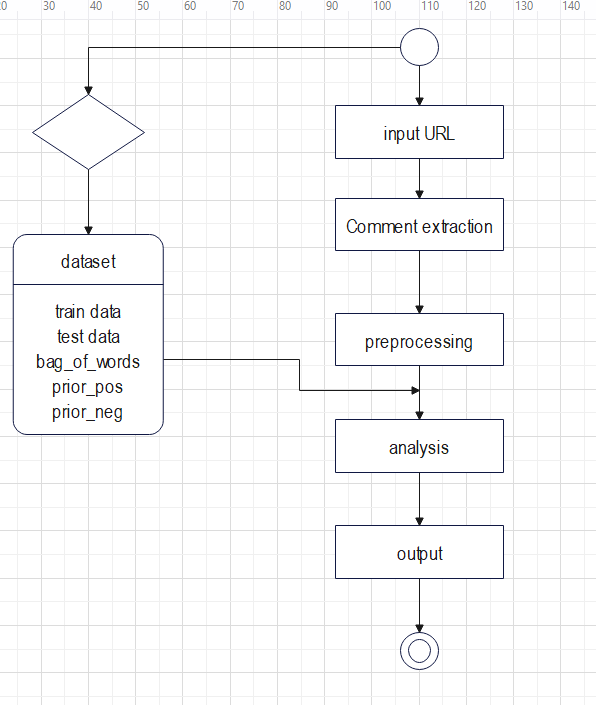 20 30 40 50 60 70 80 90 100 110 120 130 140
input URL
Comment extraction
dataset
train data
test data
bag_of_words
prior_pos
prior_neg
preprocessing
analysis
output